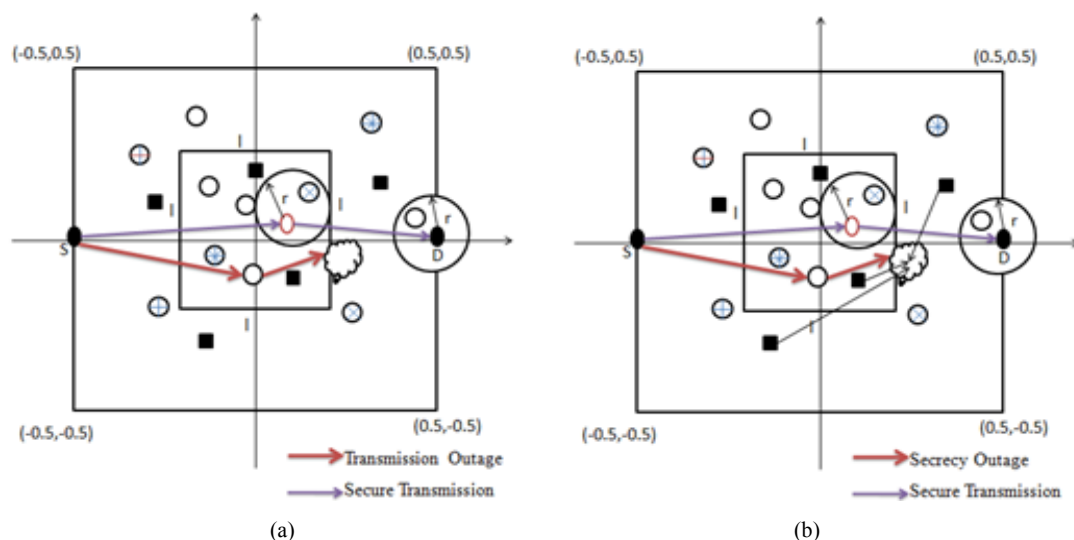 (-0.5,0.5) (0.5,0.5)
l
r
l l r
S D
l
(-0.5,-0.5) (0.5,-0.5)
Transmission Outage
Secure Transmission
(a)
(-0.5,0.5) (0.5,0.5)
l
r
l l r
S D
l
(-0.5,-0.5) (0.5,-0.5)
Secrecy Outage
Secure Transmission
(b)